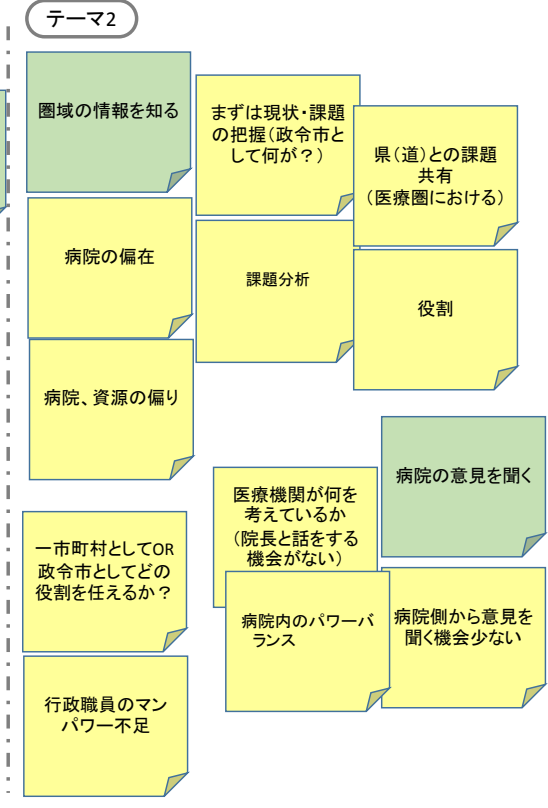 テーマ2
圏域の情報を知る
まずは現状・課題
の把握(政令市と
して何が？)
県(道)との課題
共有
(医療圏における)
病院の偏在
課題分析
役割
病院、資源の偏り
病院の意見を聞く
医療機関が何を
考えているか
(院長と話をする
機会がない)
一市町村としてOR
政令市としてどの
役割を任えるか？
病院内のパワーバ
ランス
病院側から意見を
聞く機会少ない
行政職員のマン
パワー不足